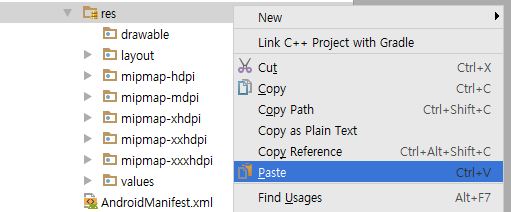 res
drawable
layout
mipmap-hdpi
mipmap-mdpi
mipmap-xhdpi
mipmap-xxhdpi
mipmap-xxxhdpi
values
AndroidManifest.xml
New
Link C++ Project with Gradle
Cut Ctrl+X
Copy Ctrl+C
Copy Path Ctrl+Shift+C
Copy as Plain Text
Copy Reference Ctrl+Alt+Shift+C
Paste Ctrl+V
Find Usages Alt+F7